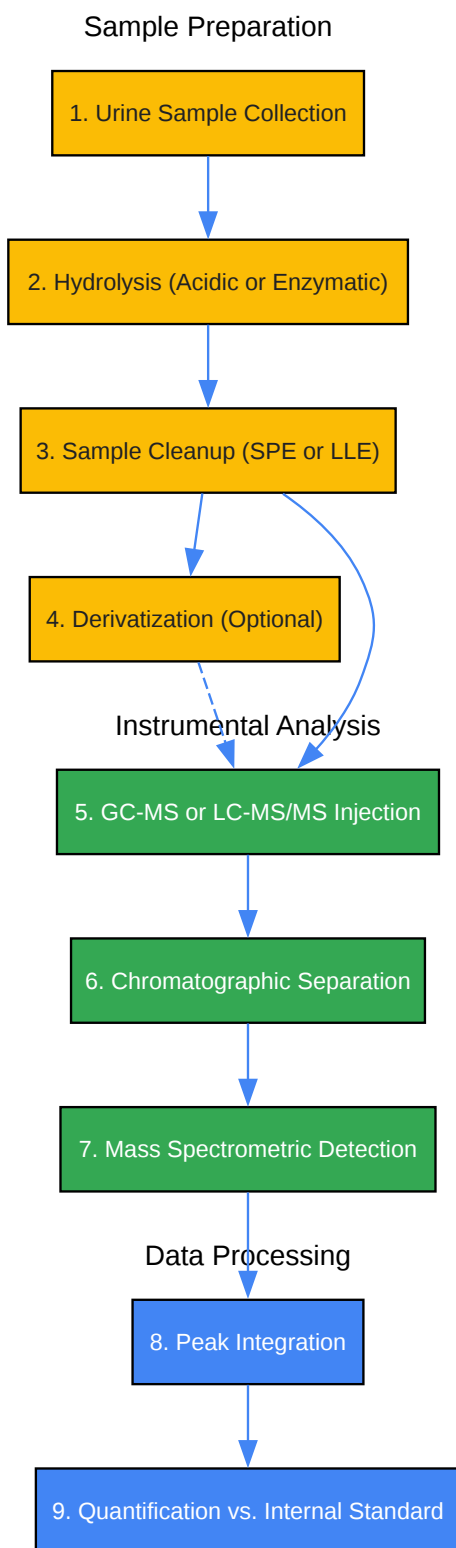 Sample Preparation
1. Urine Sample Collection
2. Hydrolysis (Acidic or Enzymatic)
3. Sample Cleanup (SPE or LLE)
4. Derivatization (Optional)
Instrumental Analysis
5. GC-MS or LC-MS/MS Injection
6. Chromatographic Separation
7. Mass Spectrometric Detection
Data Processing
8. Peak Integration
9. Quantification vs. Internal Standard